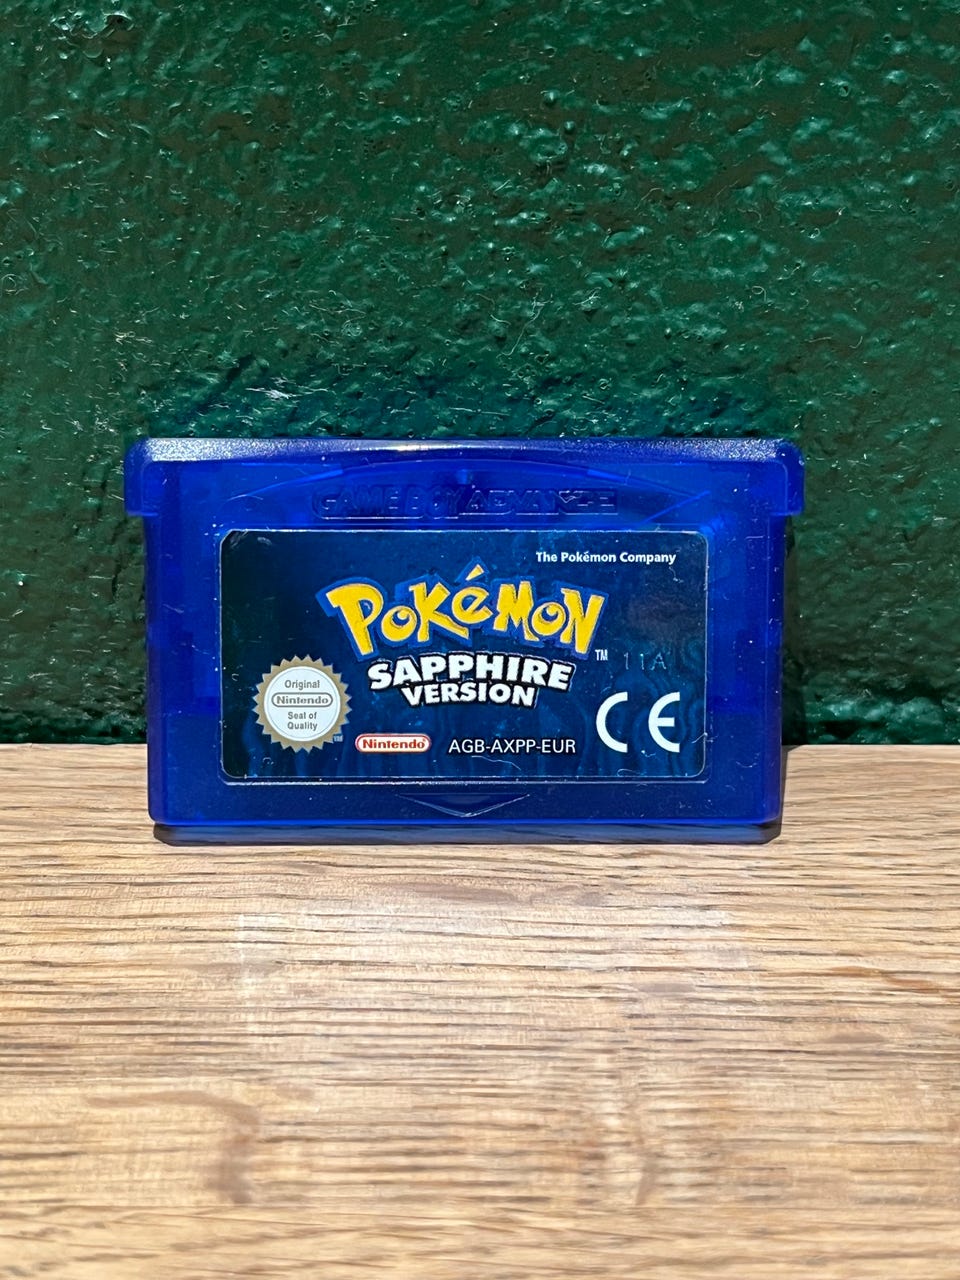 GAME BOY ADVANCE
The Pokémon Company
POKéMON
TM
11A
SAPPHIRE
VERSION
Original
Nintendo
Seal of
Quality
Nintendo
AGB-AXPP-EUR
CE